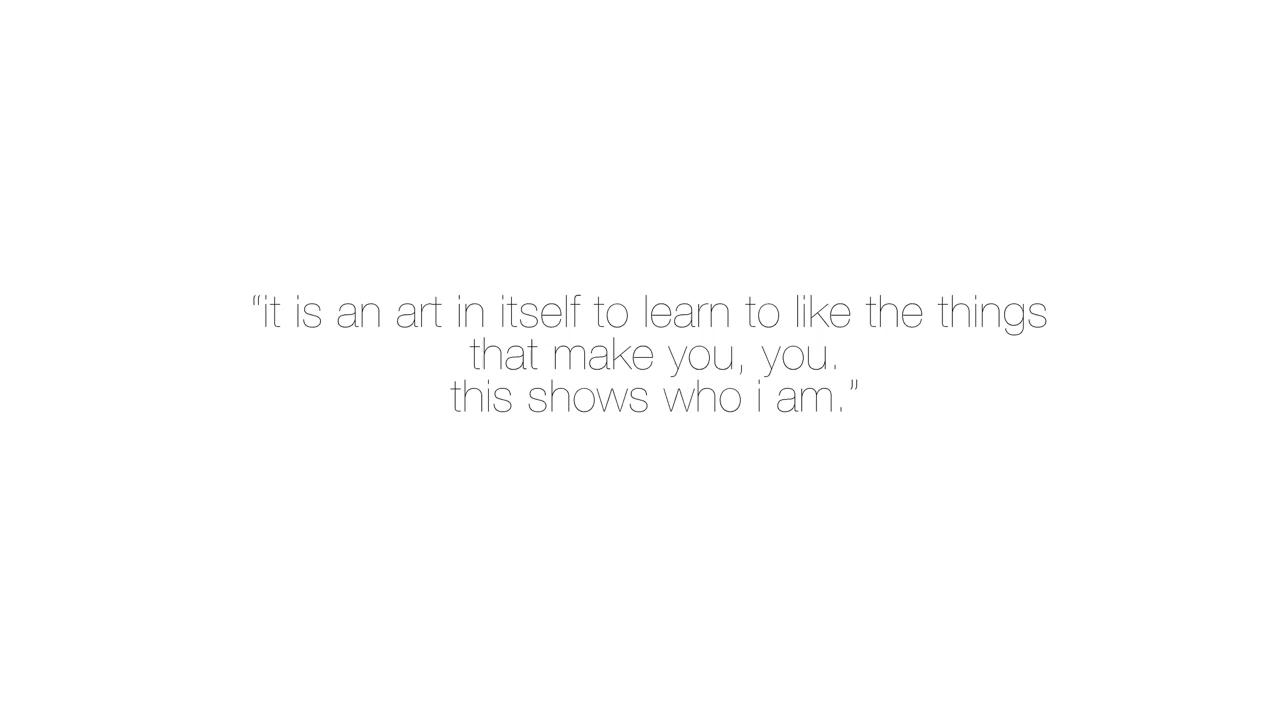 “it is an art in itself to learn to like the things
that make you, you.
this shows who i am.”